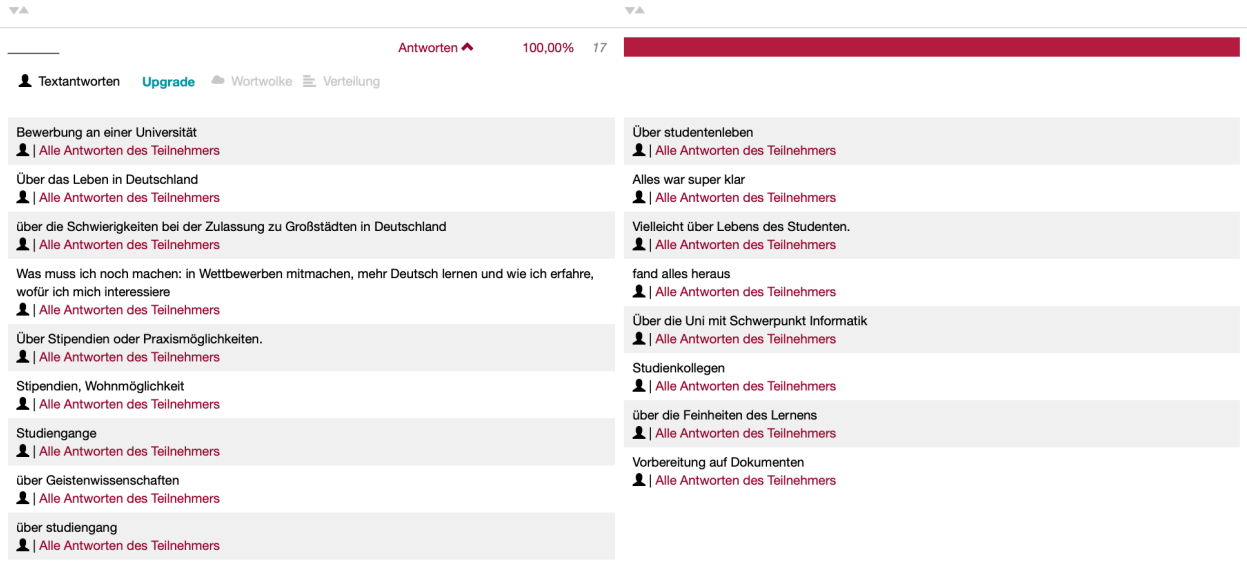 Antworten 100,00% 17
Textantworten Upgrade Wortwolke Verteilung
Bewerbung an einer Universität
| Alle Antworten des Teilnehmers
Über das Leben in Deutschland
| Alle Antworten des Teilnehmers
über die Schwierigkeiten bei der Zulassung zu Großstädten in Deutschland
| Alle Antworten des Teilnehmers
Was muss ich noch machen: in Wettbewerben mitmachen, mehr Deutsch lernen und wie ich erfahre,
wofür ich mich interessiere
| Alle Antworten des Teilnehmers
Über Stipendien oder Praxismöglichkeiten.
| Alle Antworten des Teilnehmers
Stipendien, Wohnmöglichkeit
| Alle Antworten des Teilnehmers
Studiengange
| Alle Antworten des Teilnehmers
über Geistenwissenschaften
| Alle Antworten des Teilnehmers
über studiengang
| Alle Antworten des Teilnehmers
Über studentenleben
| Alle Antworten des Teilnehmers
Alles war super klar
| Alle Antworten des Teilnehmers
Vielleicht über Lebens des Studenten.
| Alle Antworten des Teilnehmers
fand alles heraus
| Alle Antworten des Teilnehmers
Über die Uni mit Schwerpunkt Informatik
| Alle Antworten des Teilnehmers
Studienkollegen
| Alle Antworten des Teilnehmers
über die Feinheiten des Lernens
| Alle Antworten des Teilnehmers
Vorbereitung auf Dokumenten
| Alle Antworten des Teilnehmers